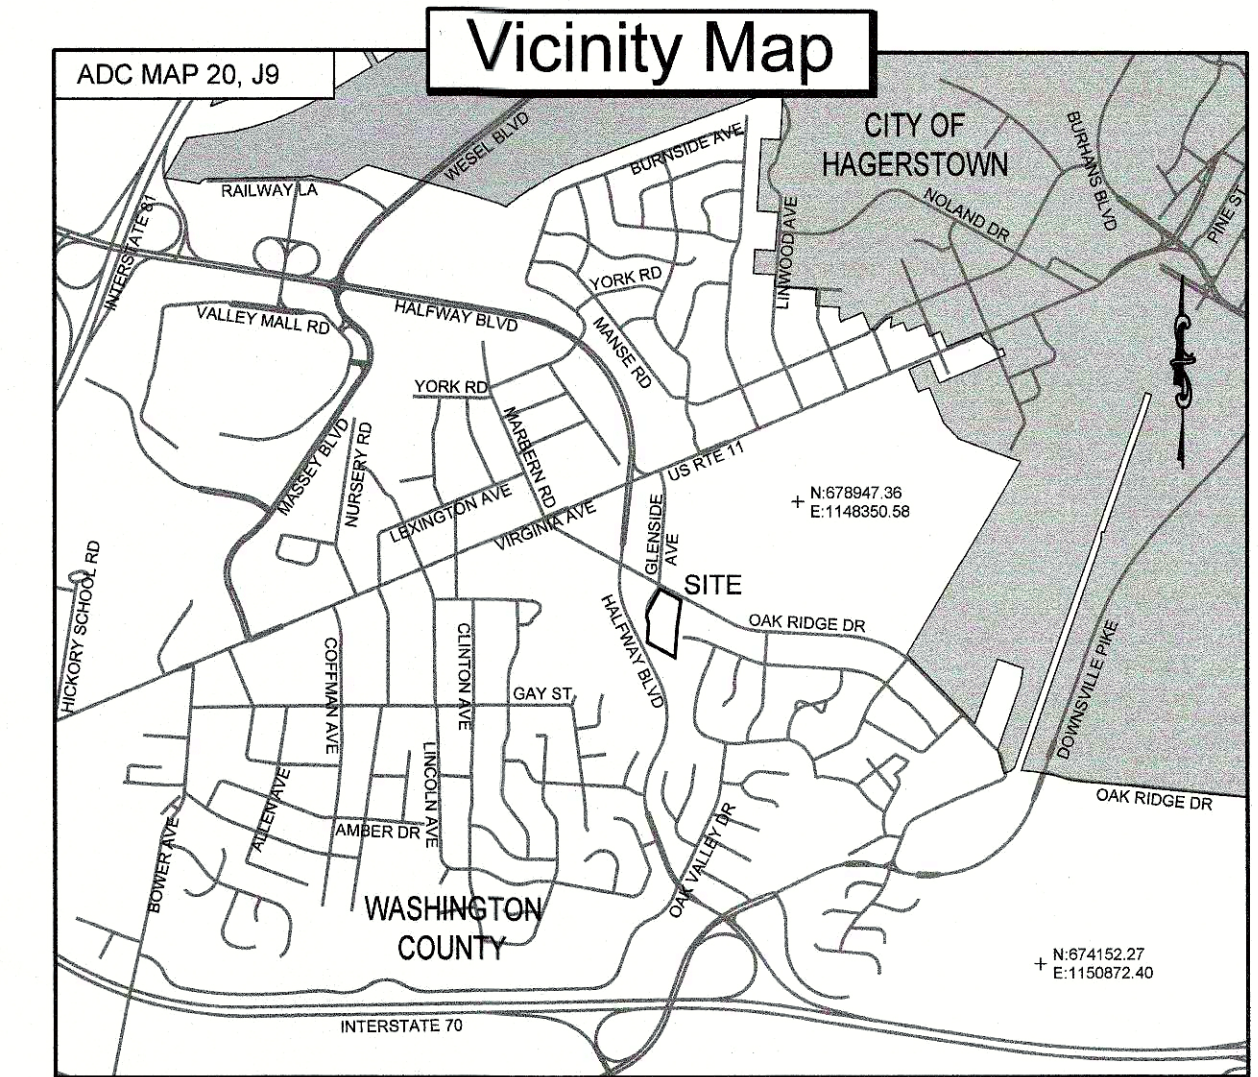 Vicinity Map
ADC MAP 20, J9
CITY OF
HAGERSTOWN
WESEL BLVD
BURNSIDE AVE
BURHANS BLVD
RAILWAY LA
NOLAND DR
PINE ST
LINWOOD AVE
INTERSTATE 81
YORK RD
VALLEY MALL RD
HALFWAY BLVD
MANSE RD
YORK RD
MARBERN RD
MASSEY BLVD
NURSERY RD
US RTE 11
LEXINGTON AVE
VIRGINIA AVE
N:678947.36
E:1148350.58
GLENSIDE
AVE
SITE
HICKORY SCHOOL RD
HALFWAY BLVD
OAK RIDGE DR
COFFMAN AVE
CLINTON AVE
GAY ST
DOWNSVILLE PIKE
LINCOLN AVE
ALLEN AVE
AMBER DR
OAK RIDGE DR
BOWER AVE
OAK VALLEY DR
WASHINGTON
COUNTY
N:674152.27
E:1150872.40
INTERSTATE 70